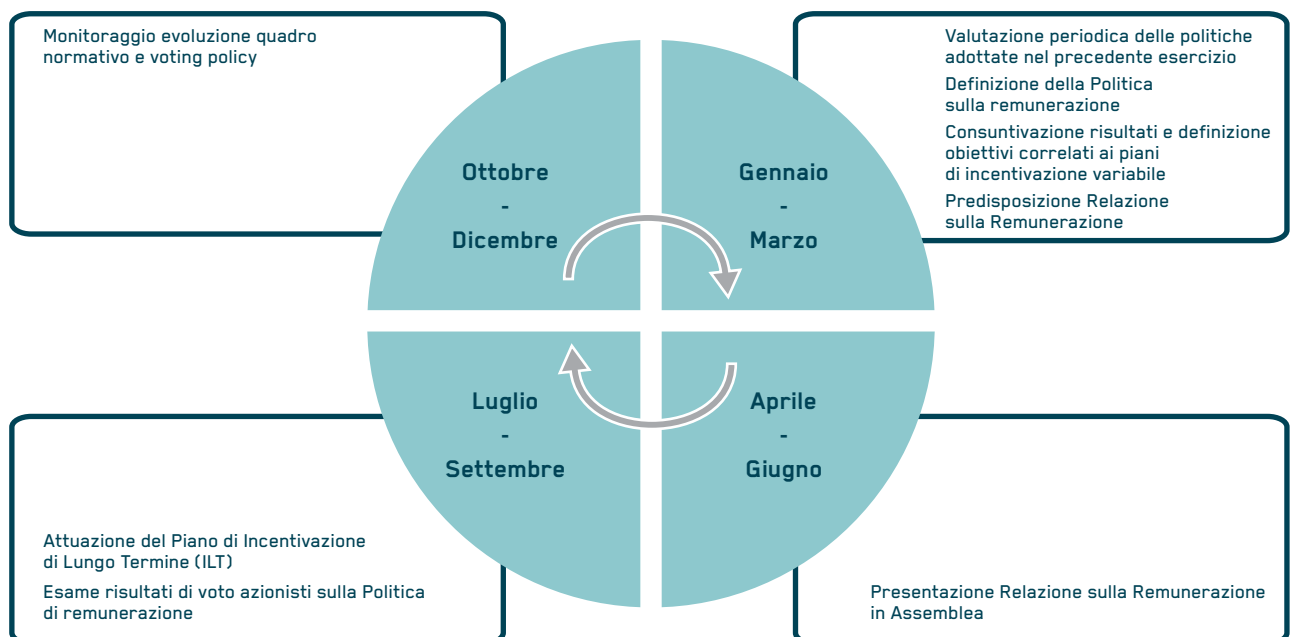 Monitoraggio evoluzione quadro
normativo e voting policy
Valutazione periodica delle politiche
adottate nel precedente esercizio
Definizione della Politica
sulla remunerazione
Consuntivazione risultati e definizione
obiettivi correlati ai piani
di incentivazione variabile
Predisposizione Relazione
sulla Remunerazione
Ottobre
-
Dicembre
Gennaio
-
Marzo
Luglio
-
Settembre
Aprile
-
Giugno
Attuazione del Piano di Incentivazione
di Lungo Termine (ILT)
Esame risultati di voto azionisti sulla Politica
di remunerazione
Presentazione Relazione sulla Remunerazione
in Assemblea